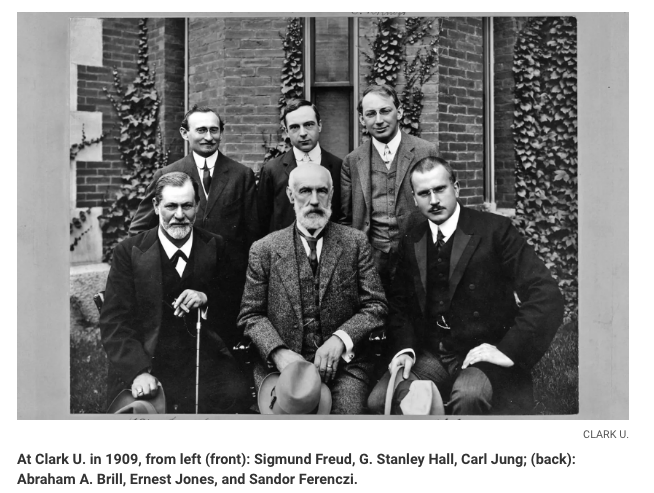 CLARK U.
At Clark U. in 1909, from left (front): Sigmund Freud, G. Stanley Hall, Carl Jung; (back):
Abraham A. Brill, Ernest Jones, and Sandor Ferenczi.